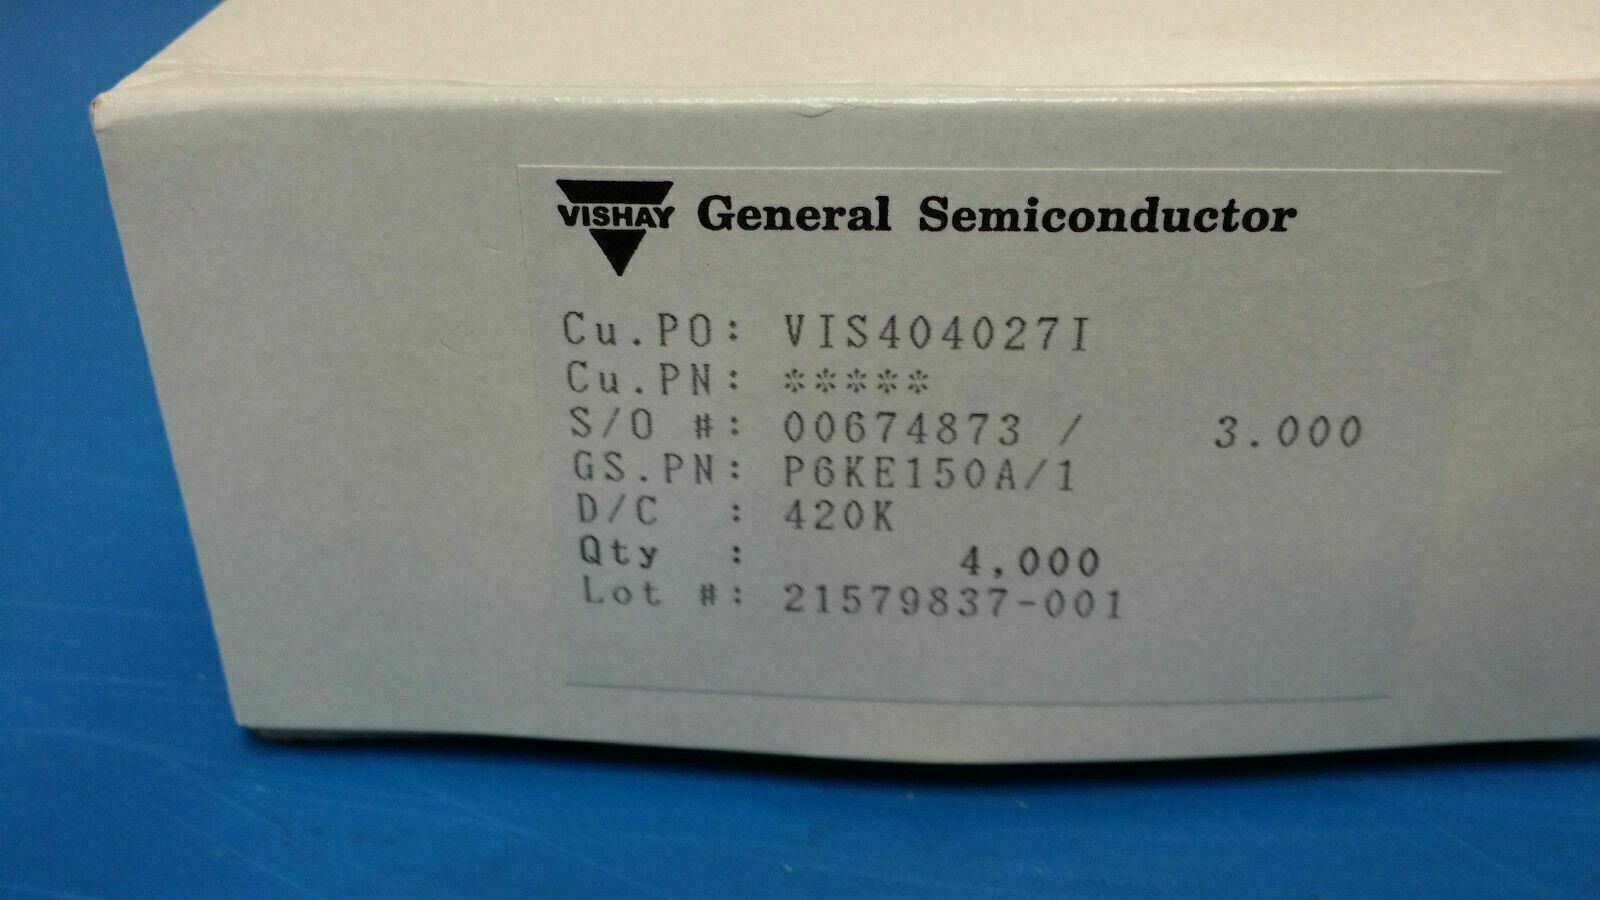 VISHAY General Semiconductor
Cu.PO: VIS404027I
Cu.PN: *****
S/O #: 00674873 / 3.000
GS.PN: P6KE150A/1
D/C : 420K
Qty : 4,000
Lot #: 21579837-001